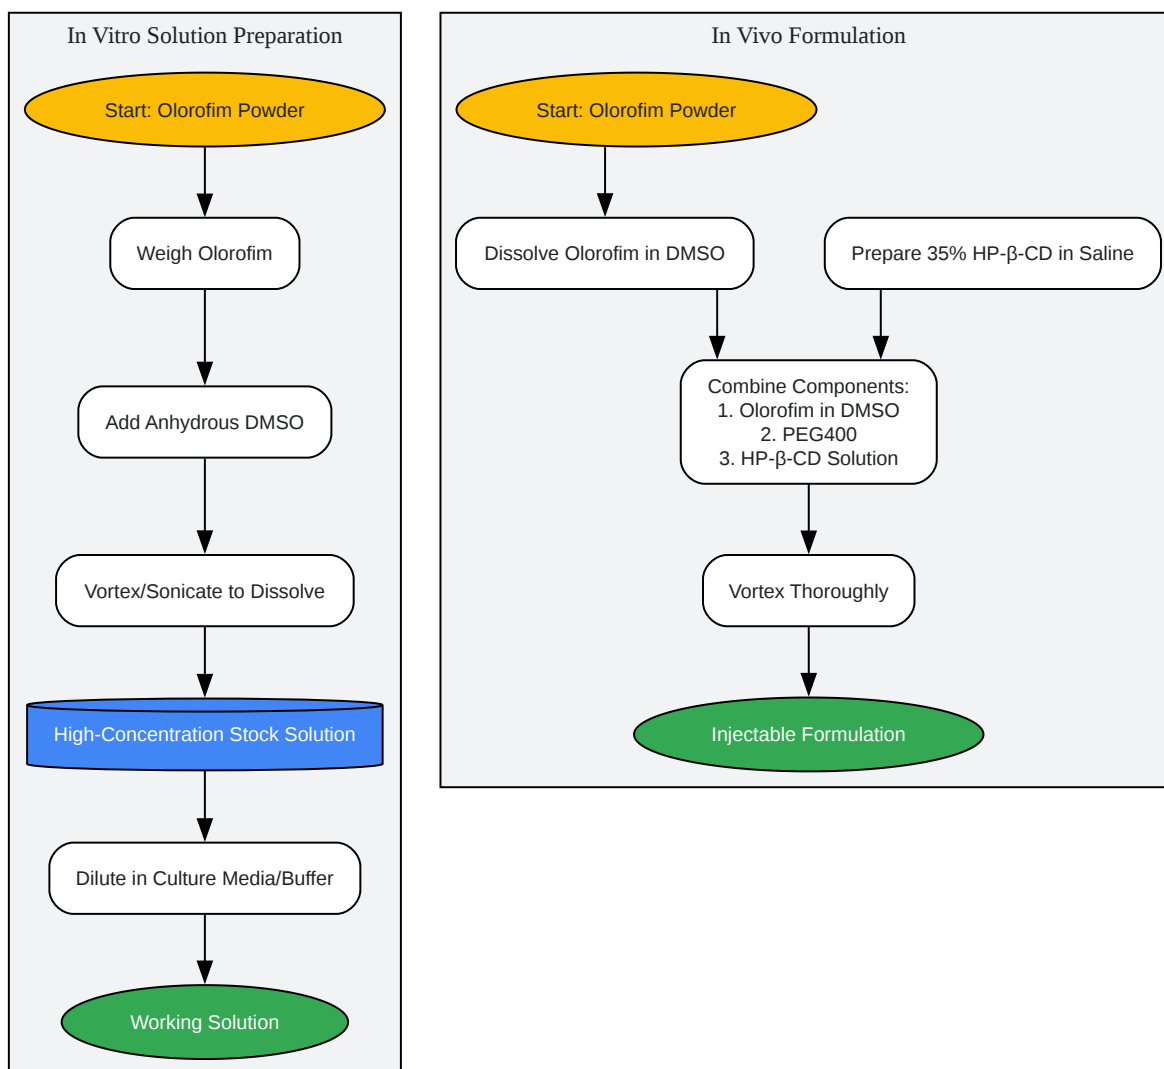 In Vitro Solution Preparation
Start: Olorofim Powder
Weigh Olorofim
Add Anhydrous DMSO
Vortex/Sonicate to Dissolve
High-Concentration Stock Solution
Dilute in Culture Media/Buffer
Working Solution
In Vivo Formulation
Start: Olorofim Powder
Dissolve Olorofim in DMSO
Prepare 35% HP-β-CD in Saline
Combine Components:
1. Olorofim in DMSO
2. PEG400
3. HP-β-CD Solution
Vortex Thoroughly
Injectable Formulation